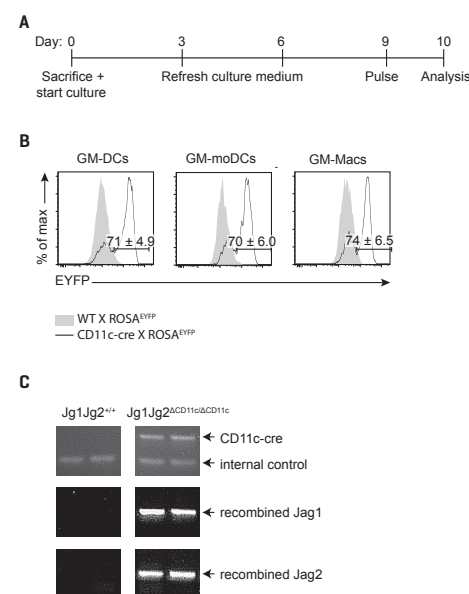 A
Day: 0 3 6 9 10
Sacrifice + Refresh culture medium Pulse Analysis
start culture
B
GM-DCs GM-moDCs GM-Macs
% of max
71 ± 4.9 70 ± 6.0 74 ± 6.5
EYFP
WT X ROSAᴱYFP
CD11c-cre X ROSAᴱYFP
C
Jg1Jg2+/+ Jg1Jg2ΔCD11c/ΔCD11c
CD11c-cre
internal control
recombined Jag1
recombined Jag2